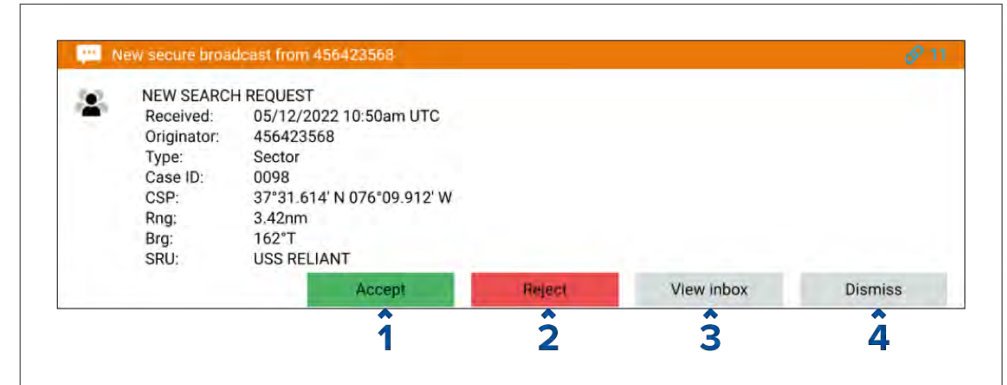 New secure broadcast from 456423568 11
NEW SEARCH REQUEST
Received: 05/12/2022 10:50am UTC
Originator: 456423568
Type: Sector
Case ID: 0098
CSP: 37°31.614' N 076°09.912' W
Rng: 3.42nm
Brg: 162°T
SRU: USS RELIANT
Accept Reject View inbox Dismiss
1 2 3 4